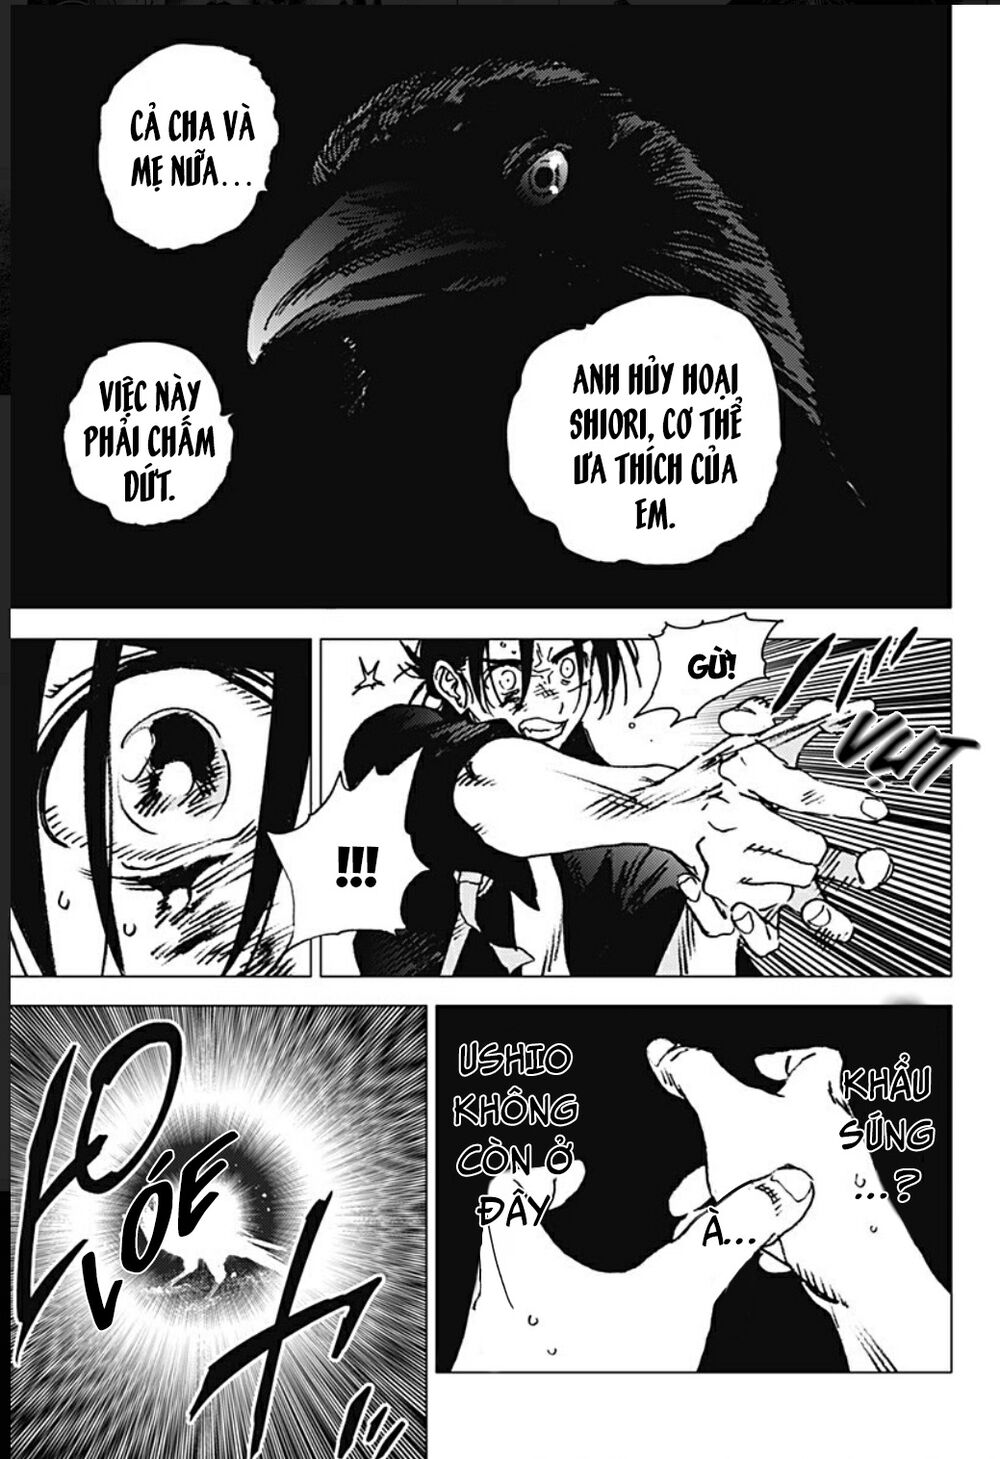 ANH HỦY HOẠI
SHIORI, CƠ THỂ
ƯA THÍCH CỦA
EM.
CẢ CHA VÀ
MẸ NỮA...
VIỆC NÀY
PHẢI CHẤM
DỨT.
GỪ!
VỤT
!!!
KHẨU
SÚNG
...?
À...
USHIO
KHÔNG
CÒN Ở
ĐÂY
LÓE